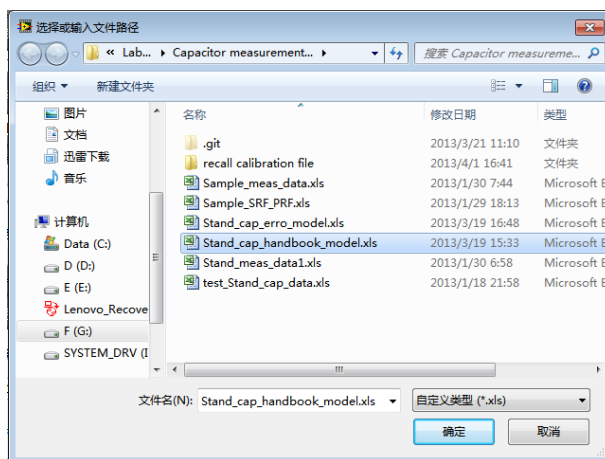 选择或输入文件路径
« Lab... ▸ Capacitor measurement... ▸
搜索 Capacitor measureme...
组织 新建文件夹
图片
文档
迅雷下载
音乐
计算机
Data (C:)
D (D:)
E (E:)
Lenovo_Recove
F (G:)
SYSTEM_DRV (I
名称 修改日期 类型
.git 2013/3/21 11:10 文件夹
recall calibration file 2013/4/1 16:41 文件夹
Sample_meas_data.xls 2013/1/30 7:44 Microsoft E
Sample_SRF_PRF.xls 2013/1/29 18:13 Microsoft E
Stand_cap_erro_model.xls 2013/3/19 16:48 Microsoft E
Stand_cap_handbook_model.xls 2013/3/19 15:33 Microsoft E
Stand_meas_data1.xls 2013/1/30 6:58 Microsoft E
test_Stand_cap_data.xls 2013/1/18 21:58 Microsoft E
文件名(N): Stand_cap_handbook_model.xls 自定义类型 (*.xls)
确定 取消